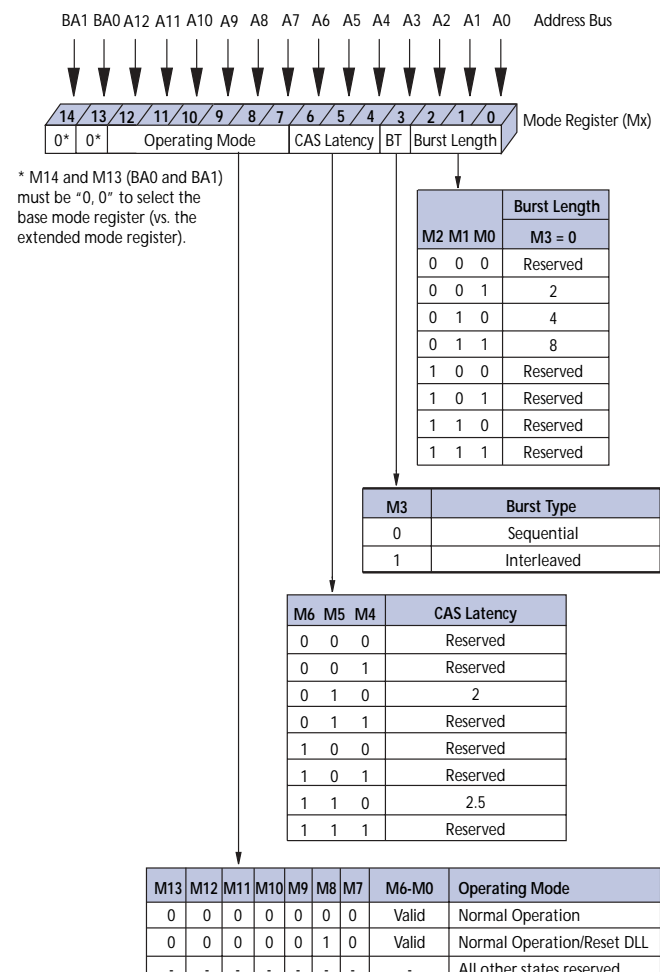 BA1 BA0 A12 A11 A10 A9 A8 A7 A6 A5 A4 A3 A2 A1 A0 Address Bus
14 13 12 11 10 9 8 7 6 5 4 3 2 1 0 Mode Register (Mx)
0* 0* Operating Mode CAS Latency BT Burst Length
* M14 and M13 (BA0 and BA1)
must be "0, 0" to select the
base mode register (vs. the
extended mode register).
Burst Length
M2 M1 M0 M3 = 0
0 0 0 Reserved
0 0 1 2
0 1 0 4
0 1 1 8
1 0 0 Reserved
1 0 1 Reserved
1 1 0 Reserved
1 1 1 Reserved
M3 Burst Type
0 Sequential
1 Interleaved
M6 M5 M4 CAS Latency
0 0 0 Reserved
0 0 1 Reserved
0 1 0 2
0 1 1 Reserved
1 0 0 Reserved
1 0 1 Reserved
1 1 0 2.5
1 1 1 Reserved
M13 M12 M11 M10 M9 M8 M7 M6-M0 Operating Mode
0 0 0 0 0 0 0 Valid Normal Operation
0 0 0 0 0 1 0 Valid Normal Operation/Reset DLL
- - - - - - - - All other states reserved